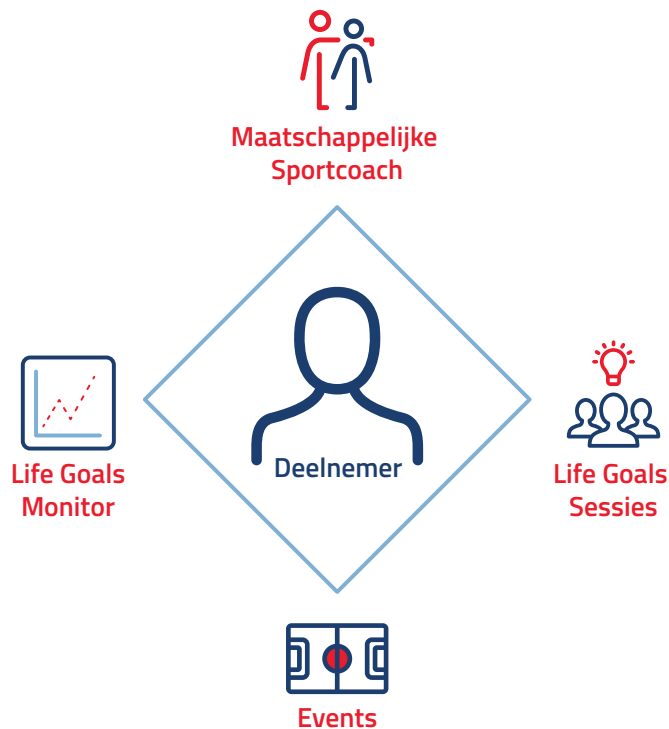 Maatschappelijke
Sportcoach
Deelnemer
Life Goals
Monitor
Life Goals
Sessies
Events